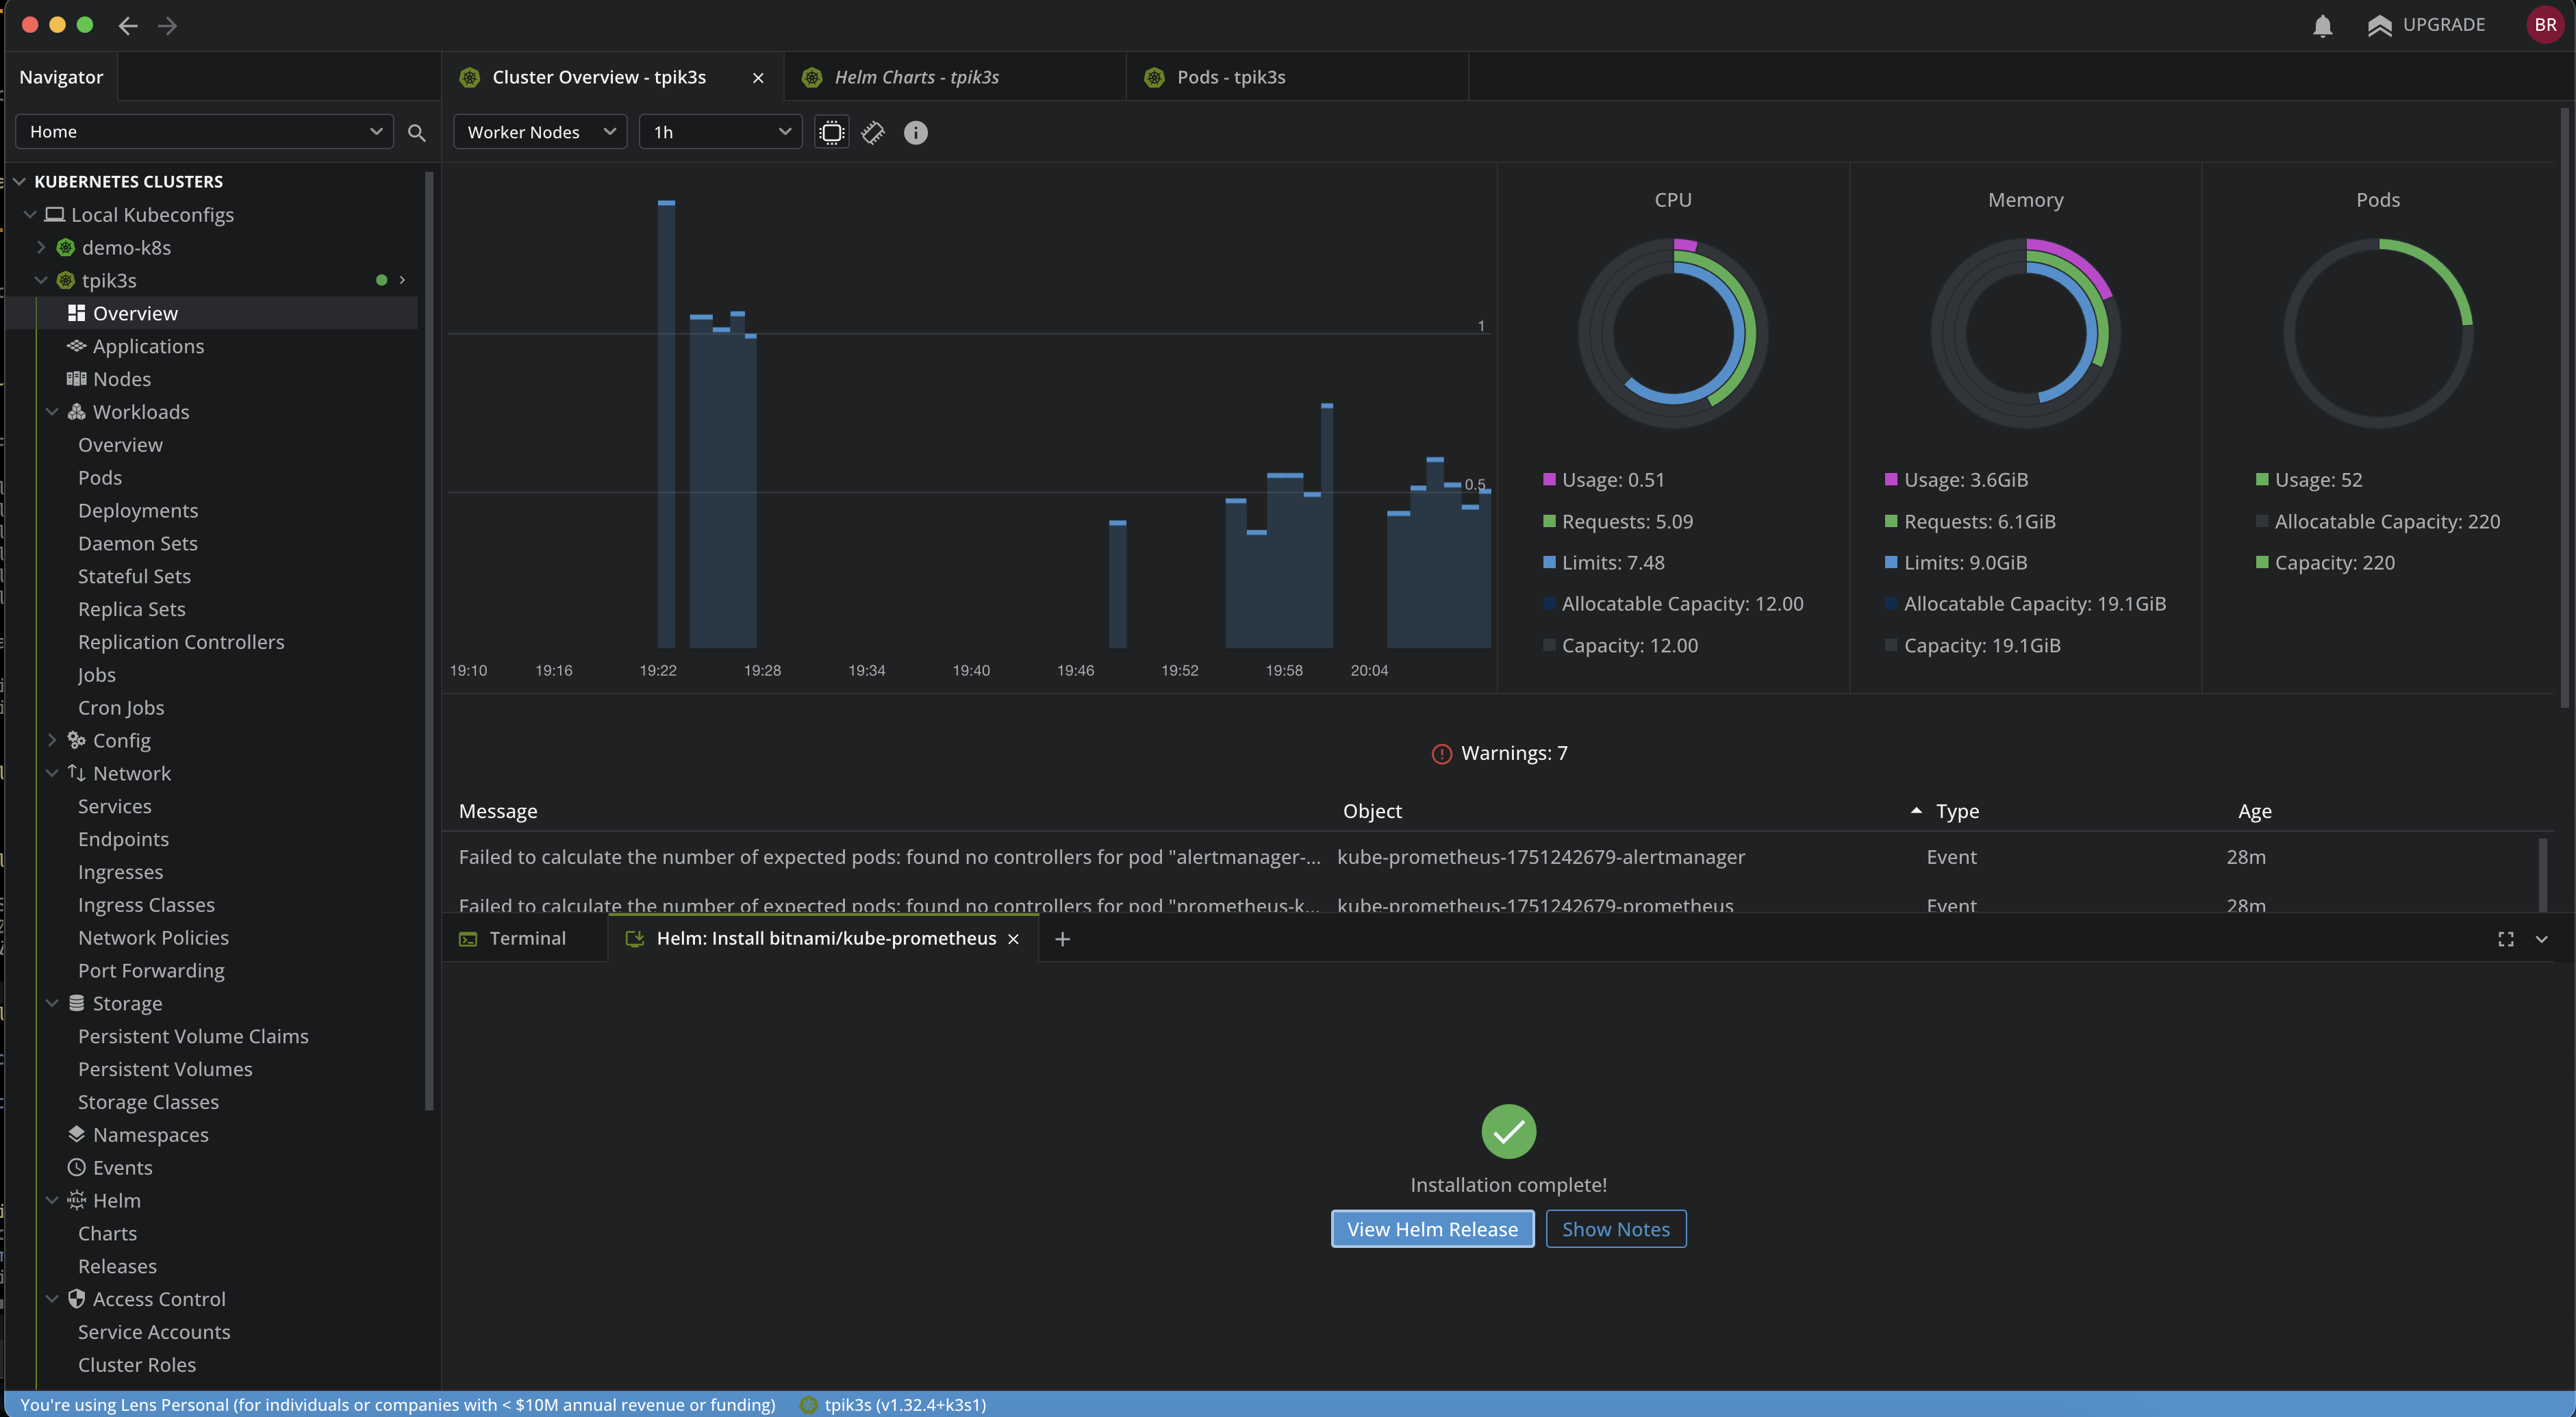 UPGRADE
BR
Navigator
Cluster Overview - tpik3s
Helm Charts - tpik3s
Pods - tpik3s
Home
Worker Nodes
1h
KUBERNETES CLUSTERS
Local Kubeconfigs
demo-k8s
tpik3s
Overview
Applications
Nodes
Workloads
Overview
Pods
Deployments
Daemon Sets
Stateful Sets
Replica Sets
Replication Controllers
Jobs
Cron Jobs
Config
Network
Services
Endpoints
Ingresses
Ingress Classes
Network Policies
Port Forwarding
Storage
Persistent Volume Claims
Persistent Volumes
Storage Classes
Namespaces
Events
HELM Helm
Charts
Releases
Access Control
Service Accounts
Cluster Roles
1
0.5
19:10 19:16 19:22 19:28 19:34 19:40 19:46 19:52 19:58 20:04
CPU
Usage: 0.51
Requests: 5.09
Limits: 7.48
Allocatable Capacity: 12.00
Capacity: 12.00
Memory
Usage: 3.6GiB
Requests: 6.1GiB
Limits: 9.0GiB
Allocatable Capacity: 19.1GiB
Capacity: 19.1GiB
Pods
Usage: 52
Allocatable Capacity: 220
Capacity: 220
Warnings: 7
Message Object Type Age
Failed to calculate the number of expected pods: found no controllers for pod "alertmanager-... kube-prometheus-1751242679-alertmanager Event 28m
Failed to calculate the number of expected pods: found no controllers for pod "prometheus-k... kube-prometheus-1751242679-prometheus Event 28m
Terminal
Helm: Install bitnami/kube-prometheus
Installation complete!
View Helm Release
Show Notes
You're using Lens Personal (for individuals or companies with < $10M annual revenue or funding)
tpik3s (v1.32.4+k3s1)